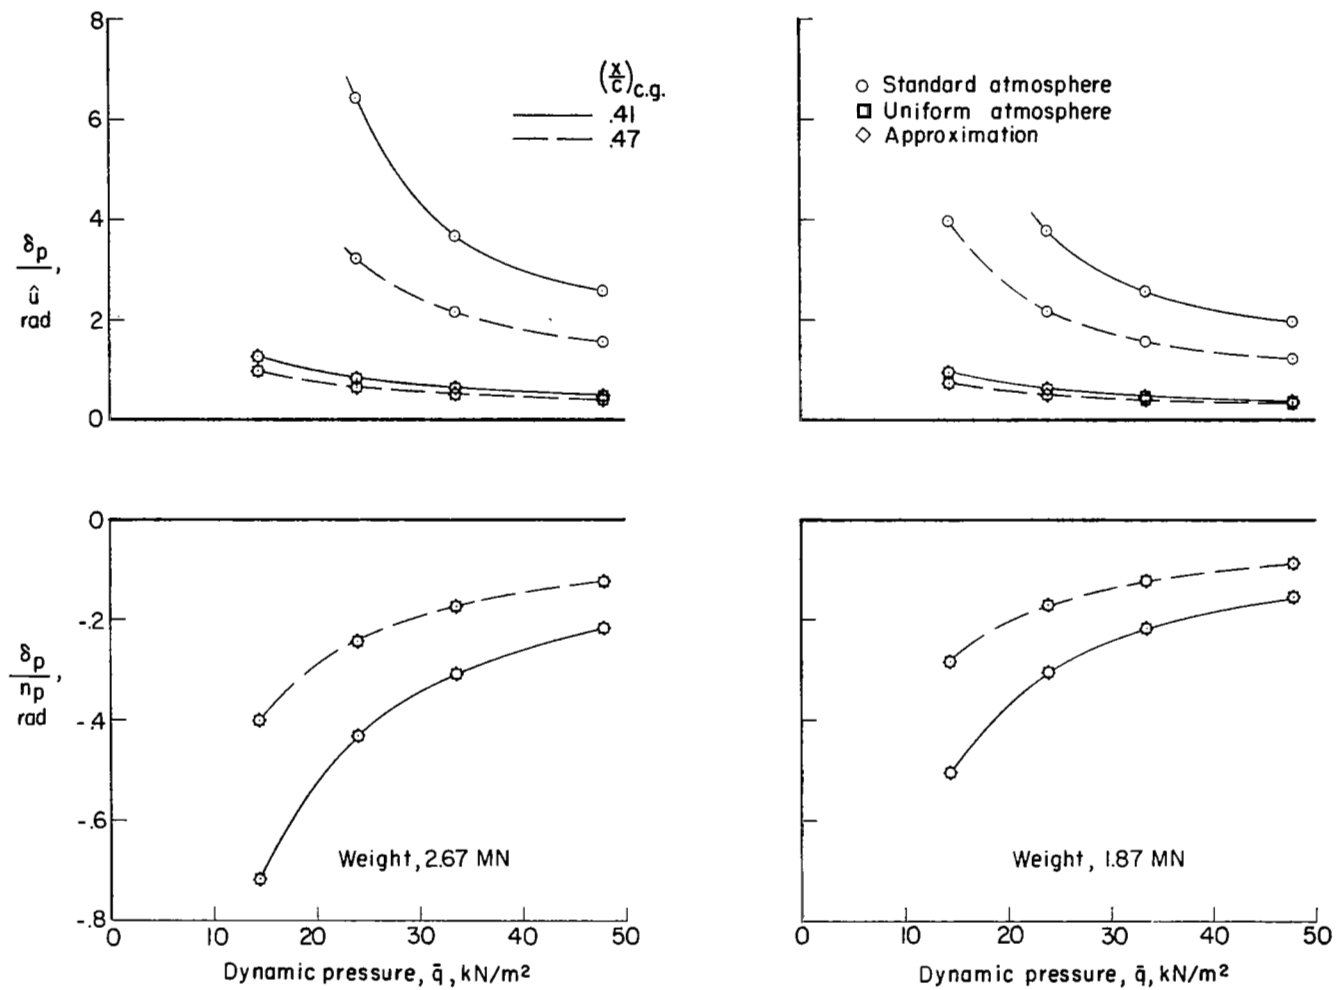 8
6
4
2
0
δp/û, rad
(x/c)c.g.
.41
.47
Standard atmosphere
Uniform atmosphere
Approximation
0
-.2
-.4
-.6
-.8
δp/np, rad
Weight, 2.67 MN
Weight, 1.87 MN
0 10 20 30 40 50
0 10 20 30 40 50
Dynamic pressure, q̄, kN/m²
Dynamic pressure, q̄, kN/m²